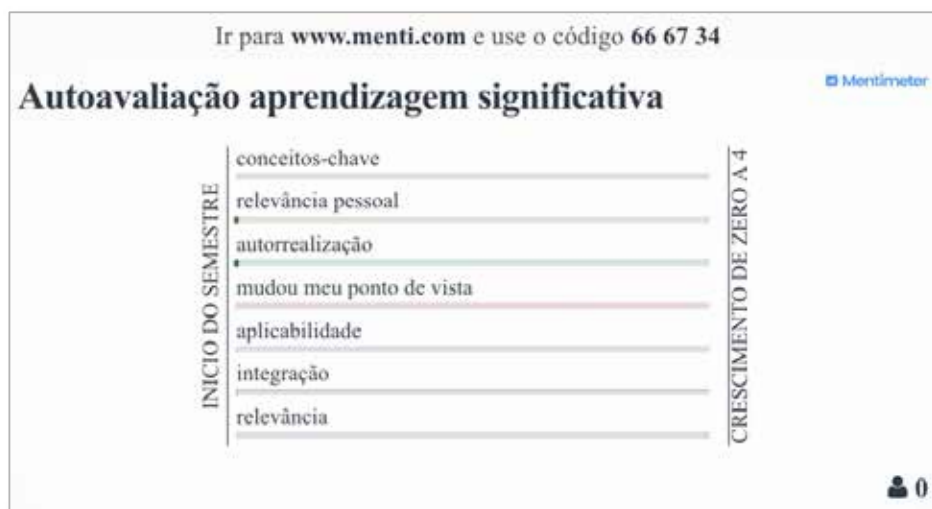 Ir para www.menti.com e use o código 66 67 34
Mentimeter
Autoavaliação aprendizagem significativa
INICIO DO SEMESTRE
conceitos-chave
relevância pessoal
autorrealização
mudou meu ponto de vista
aplicabilidade
integração
relevância
CRESCIMENTO DE ZERO A 4
0